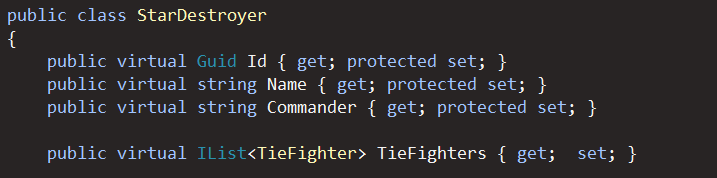 public class StarDestroyer
{
    public virtual Guid Id { get; protected set; }
    public virtual string Name { get; protected set; }
    public virtual string Commander { get; protected set; }

    public virtual IList<TieFighter> TieFighters { get;  set; }